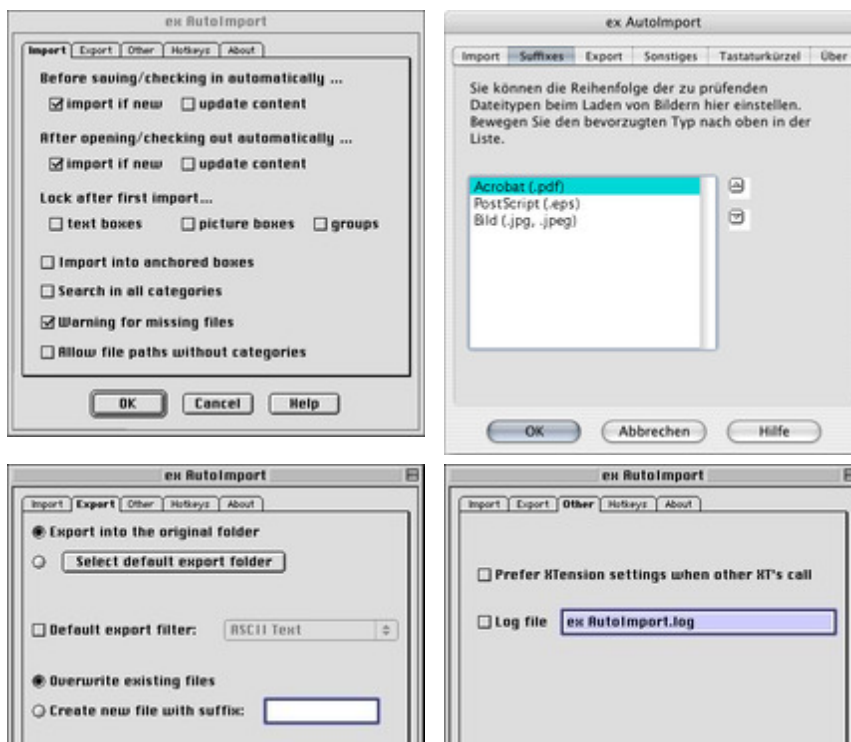 ex AutoImport
Import Export Other Hotkeys About
Before saving/checking in automatically ...
import if new update content
After opening/checking out automatically ...
import if new update content
Lock after first import...
text boxes picture boxes groups
Import into anchored boxes
Search in all categories
Warning for missing files
Allow file paths without categories
OK Cancel Help
ex AutoImport
Import Suffixes Export Sonstiges Tastaturkürzel Über
Sie können die Reihenfolge der zu prüfenden
Dateitypen beim Laden von Bildern hier einstellen.
Bewegen Sie den bevorzugten Typ nach oben in der
Liste.
Acrobat (.pdf)
PostScript (.eps)
Bild (.jpg, .jpeg)
OK Abbrechen Hilfe
ex AutoImport
Import Export Other Hotkeys About
Export into the original folder
Select default export folder
Default export filter: ASCII Text
Overwrite existing files
Create new file with suffix:
ex AutoImport
Import Export Other Hotkeys About
Prefer XTension settings when other XT's call
Log file ex AutoImport.log